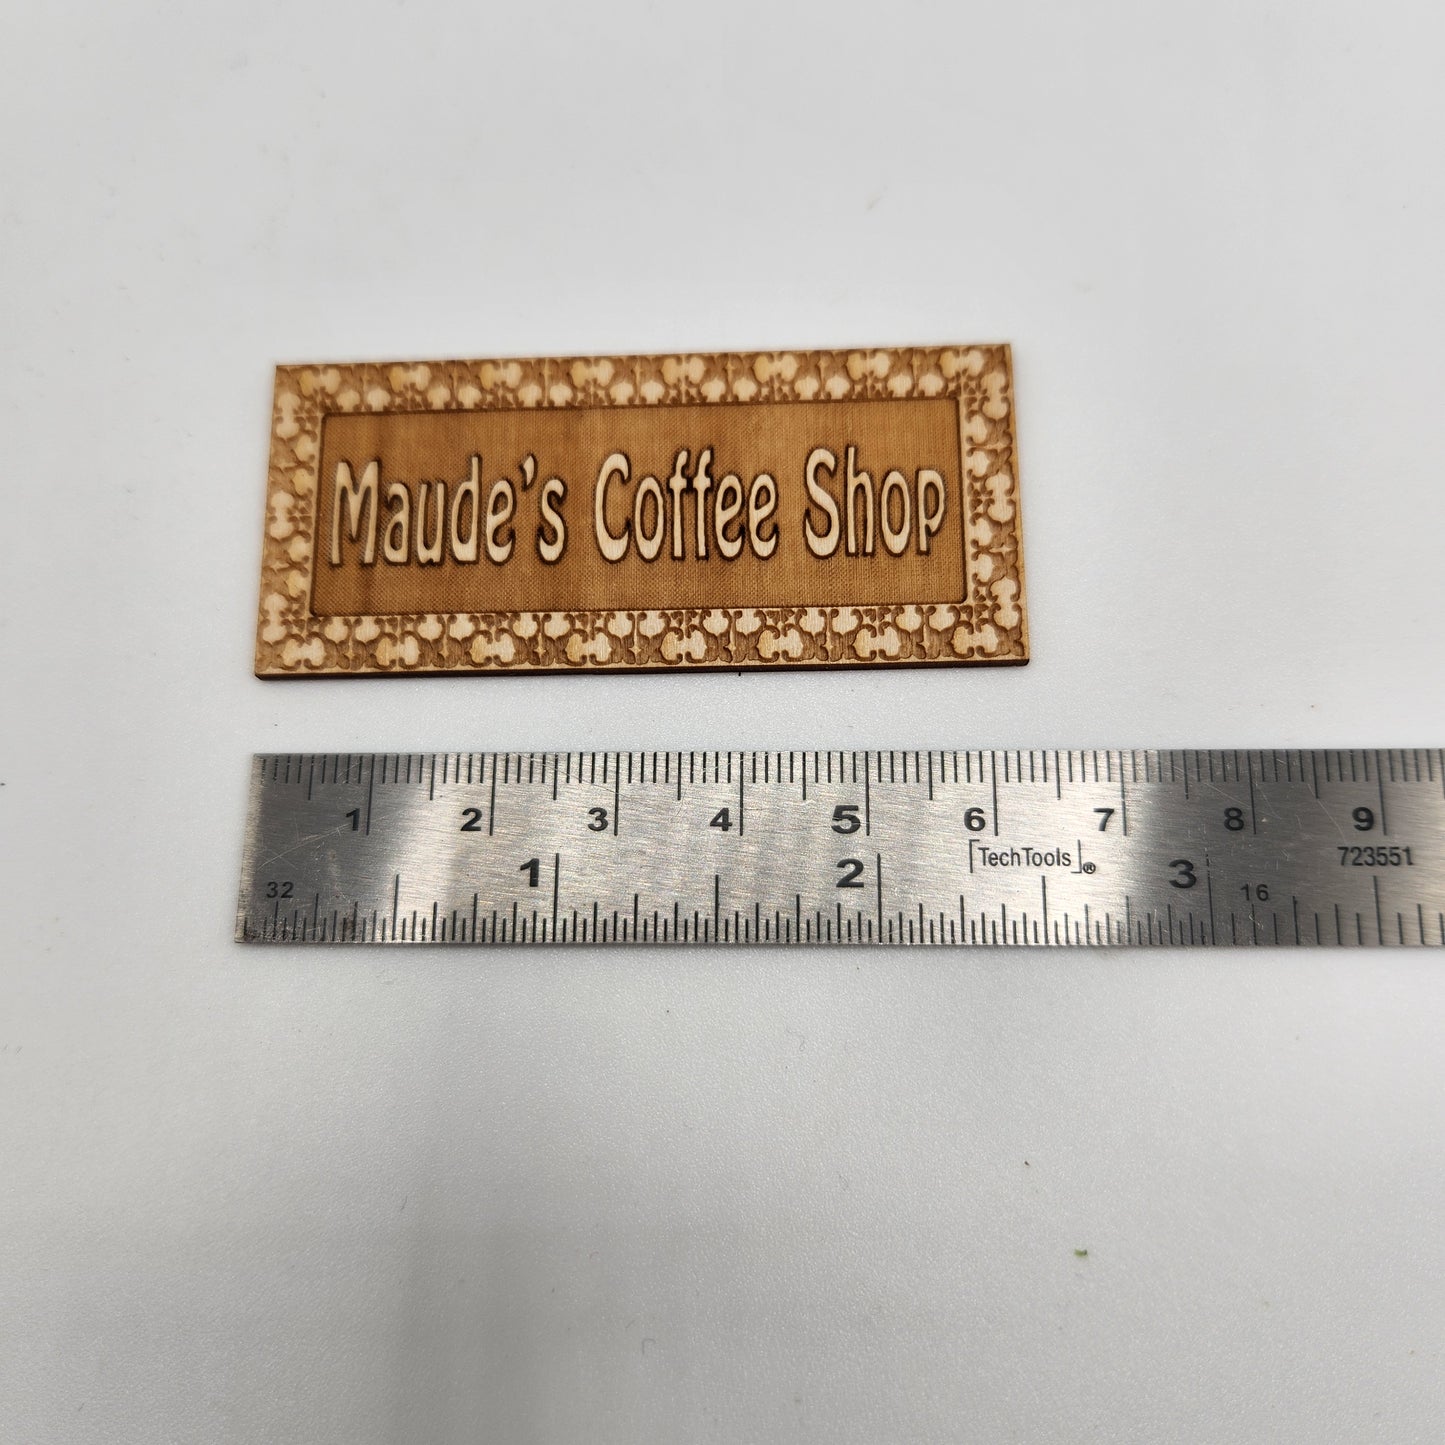 Maude's Coffee Shop
1 2 3 4 5 6 7 8 9
TechTools® 723551
1 2 3
32 16